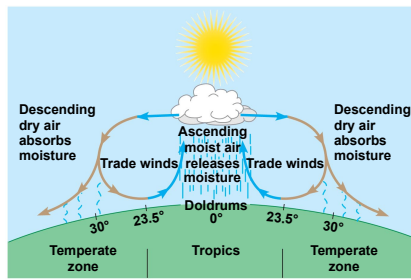 Descending
dry air
absorbs
moisture
Descending
dry air
absorbs
moisture
Ascending
moist air
releases
moisture
Trade winds
Trade winds
Doldrums
30°
23.5°
0°
23.5°
30°
Temperate
zone
Tropics
Temperate
zone